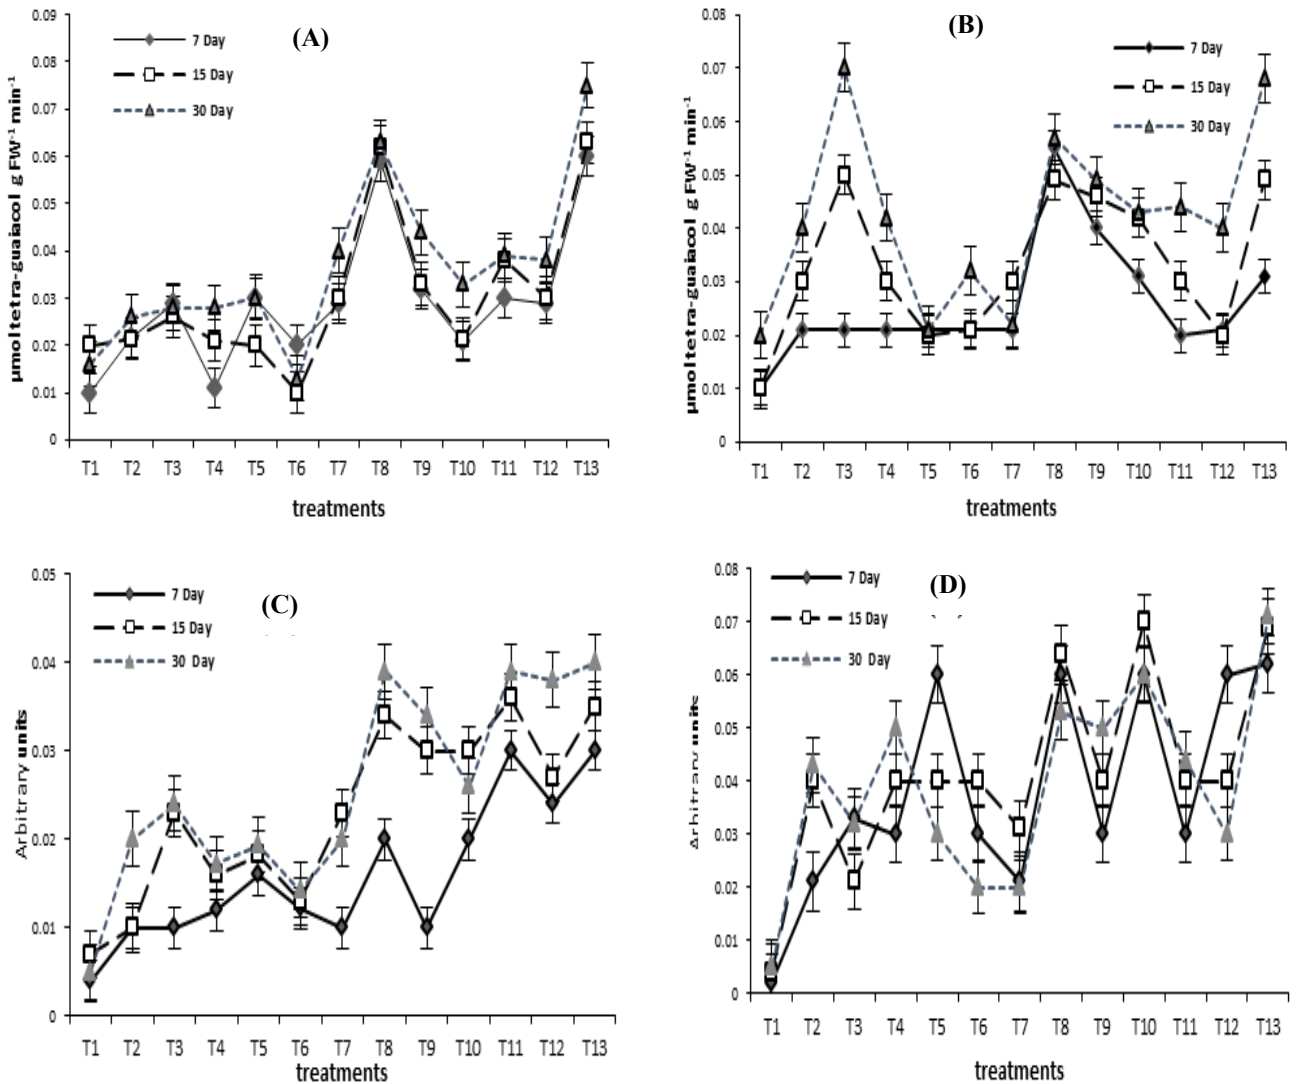 (A)
7 Day
15 Day
30 Day
µmoltetra-guaiacol g FW⁻¹ min⁻¹
0.09
0.08
0.07
0.06
0.05
0.04
0.03
0.02
0.01
0
T1 T2 T3 T4 T5 T6 T7 T8 T9 T10 T11 T12 T13
treatments
(B)
7 Day
15 Day
30 Day
µmoltetra-guaiacol g FW⁻¹ min⁻¹
0.08
0.07
0.06
0.05
0.04
0.03
0.02
0.01
0
T1 T2 T3 T4 T5 T6 T7 T8 T9 T10 T11 T12 T13
treatments
(C)
7 Day
15 Day
30 Day
Arbitrary units
0.05
0.04
0.03
0.02
0.01
0
T1 T2 T3 T4 T5 T6 T7 T8 T9 T10 T11 T12 T13
treatments
(D)
7 Day
15 Day
30 Day
Arbitrary units
0.08
0.07
0.06
0.05
0.04
0.03
0.02
0.01
0
T1 T2 T3 T4 T5 T6 T7 T8 T9 T10 T11 T12 T13
treatments